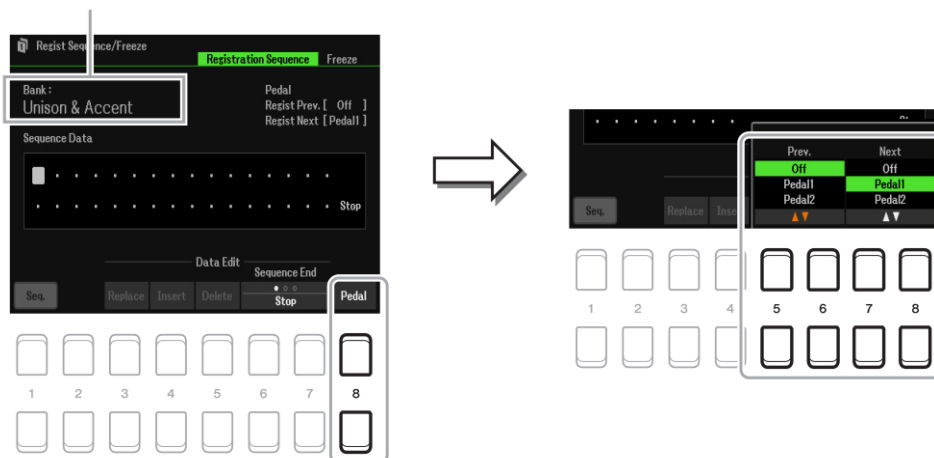 Regist Sequence/Freeze
Registration Sequence Freeze
Bank :
Unison & Accent
Pedal
Regist Prev. [ Off ]
Regist Next [ Pedal1 ]
Sequence Data
Stop
Data Edit
Sequence End
Seq. Replace Insert Delete Stop Pedal
1 2 3 4 5 6 7 8
Prev. Next
Off Off
Pedal1 Pedal1
Pedal2 Pedal2
Seq. Replace
1 2 3 4 5 6 7 8